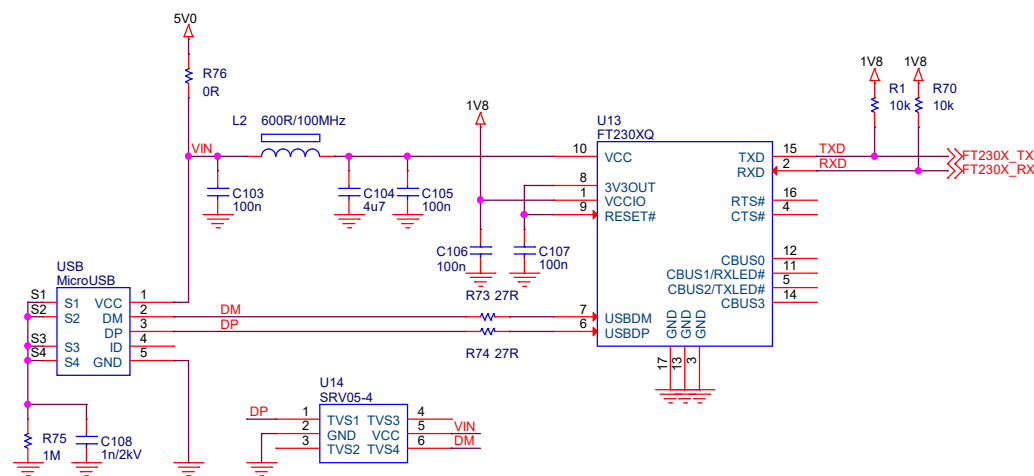 5V0
R76
0R
L2 600R/100MHz
VIN
C103
100n
C104
4u7
C105
100n
1V8
C106
100n
C107
100n
U13
FT230XQ
10 VCC
8 3V3OUT
1 VCCIO
9 RESET#
7 USBDM
6 USBDP
TXD 15 TXD
RXD 2 RXD
RTS# 16
CTS# 4
CBUS0 12
CBUS1/RXLED# 11
CBUS2/TXLED# 5
CBUS3 14
GND GND GND
17 13 3
1V8 1V8
R1 R70
10k 10k
FT230X_TX
FT230X_RX
USB
MicroUSB
S1 S1 VCC 1
S2 S2 DM 2
DP 3
S3 S3 ID 4
S4 S4 GND 5
DM
DP
R73 27R
R74 27R
R75
1M
C108
1n/2kV
U14
SRV05-4
DP 1 TVS1 TVS3 4
2 GND VCC 5 VIN
3 TVS2 TVS4 6 DM